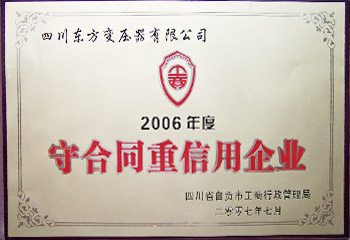 四川东方变压器有限公司
2006年度
守合同重信用企业
四川省自贡市工商行政管理局
二〇〇七年七月